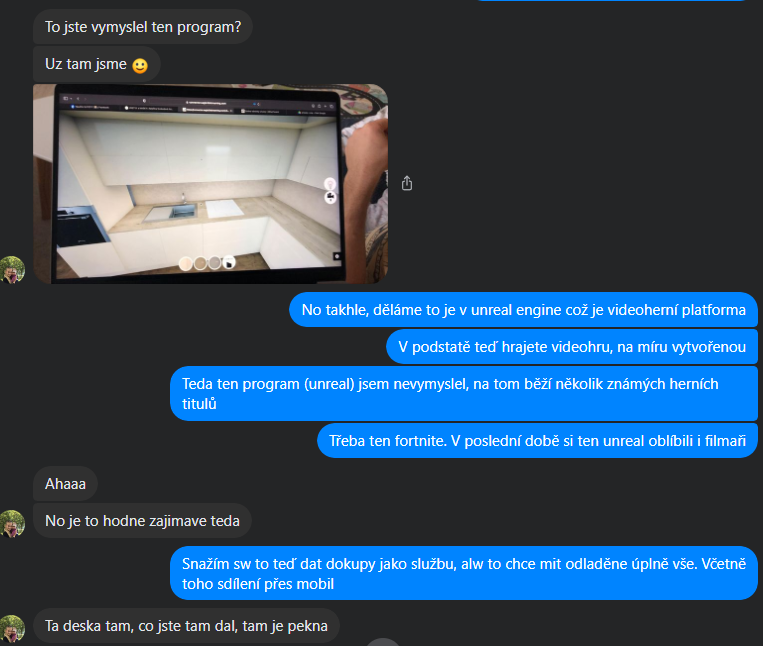 To jste vymyslel ten program?
Uz tam jsme 🙂
No takhle, děláme to je v unreal engine což je videoherní platforma
V podstatě teď hrajete videohru, na míru vytvořenou
Teda ten program (unreal) jsem nevymyslel, na tom běží několik známých herních
titulů
Třeba ten fortnite. V poslední době si ten unreal oblíbili i filmaři
Ahaaa
No je to hodne zajimave teda
Snažím sw to teď dat dokupy jako službu, alw to chce mit odladěne úplně vše. Včetně
toho sdílení přes mobil
Ta deska tam, co jste tam dal, tam je pekna